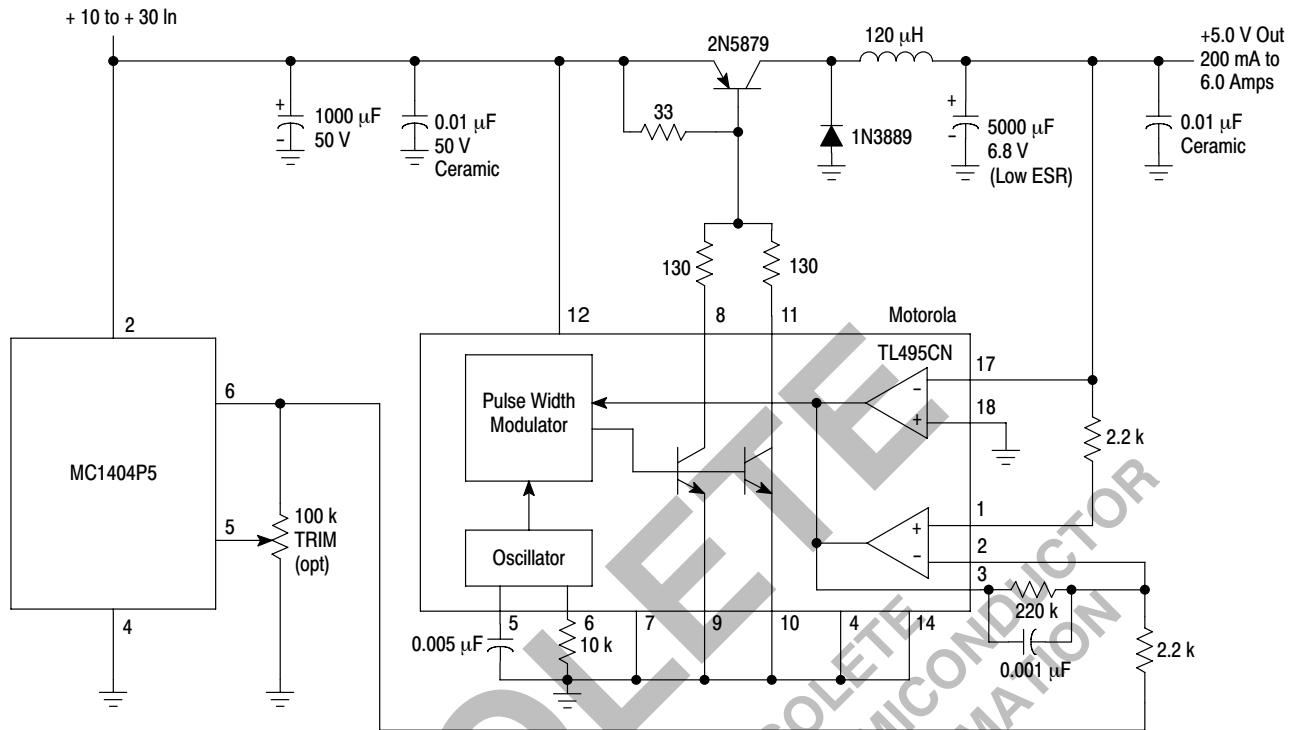 + 10 to + 30 In
2N5879
120 μH
+5.0 V Out
200 mA to
6.0 Amps
+
−
1000 μF
50 V
0.01 μF
50 V
Ceramic
33
1N3889
+
−
5000 μF
6.8 V
(Low ESR)
0.01 μF
Ceramic
130
130
2
12
8
11
Motorola
TL495CN
17
−
18
+
2.2 k
6
MC1404P5
5
100 k
TRIM
(opt)
4
Pulse Width
Modulator
Oscillator
1
+
2
−
3
220 k
0.001 μF
2.2 k
5
6
7
9
10
4
14
0.005 μF
10 k
OLETE
SOLETE
MICONDUCTOR
MATION